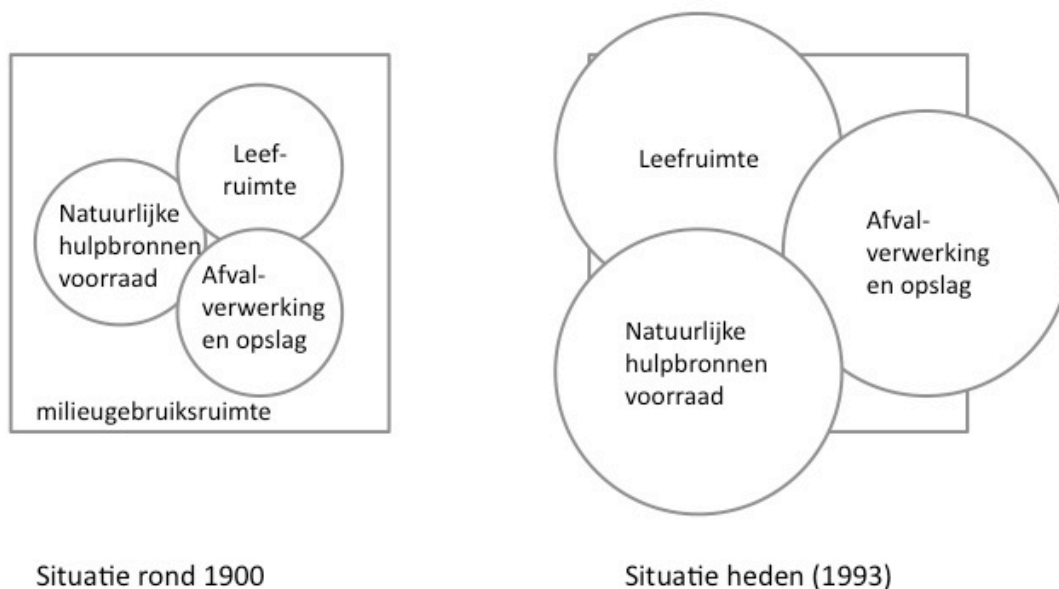 Leef-
ruimte
Natuurlijke
hulpbronnen
voorraad
Afval-
verwerking
en opslag
milieugebruiksruimte
Situatie rond 1900
Leefruimte
Afval-
verwerking
en opslag
Natuurlijke
hulpbronnen
voorraad
Situatie heden (1993)